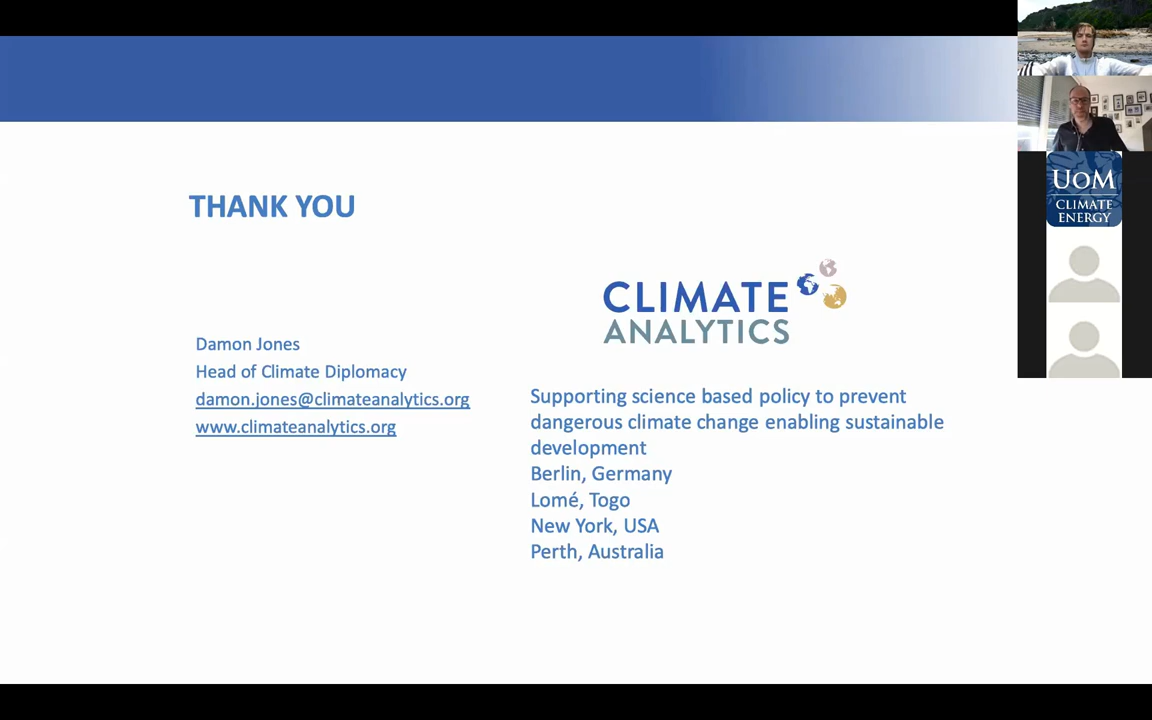 THANK YOU
CLIMATE
ANALYTICS
Damon Jones
Head of Climate Diplomacy
damon.jones@climateanalytics.org
www.climateanalytics.org
Supporting science based policy to prevent
dangerous climate change enabling sustainable
development
Berlin, Germany
Lomé, Togo
New York, USA
Perth, Australia
UOM
CLIMATE
ENERGY